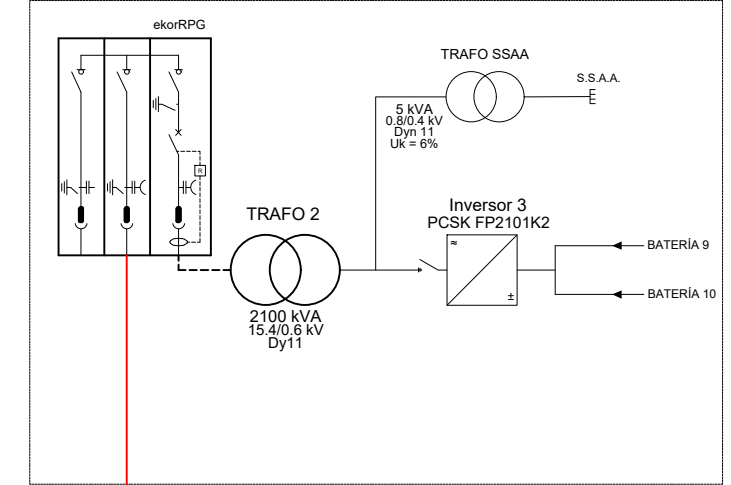 ekorRPG
TRAFO SSAA
S.S.A.A.
5 kVA
0.8/0.4 kV
Dyn 11
Uk = 6%
R
TRAFO 2
2100 kVA
15.4/0.6 kV
Dy11
Inversor 3
PCSK FP2101K2
≈
±
BATERÍA 9
BATERÍA 10